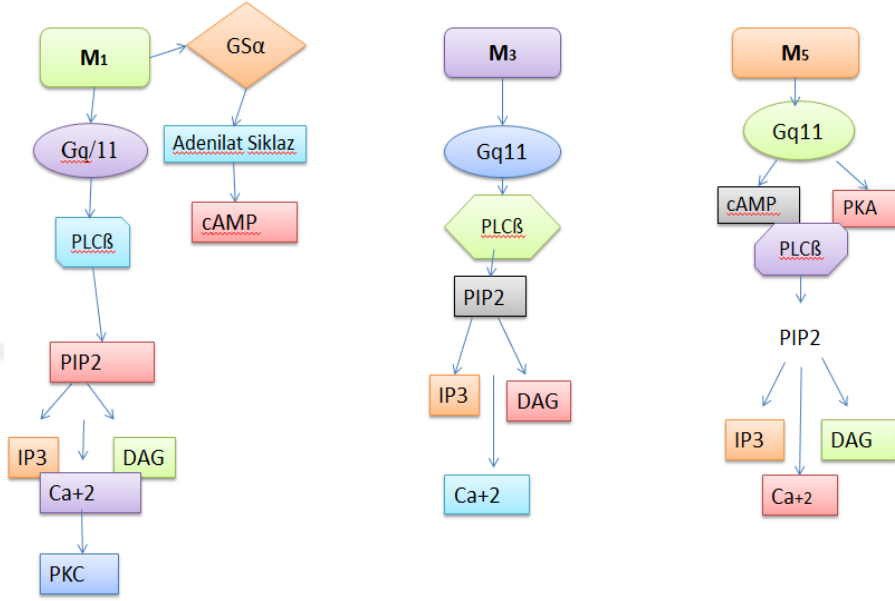 M1
GSα
Gq/11
Adenilat Siklaz
PLCß
cAMP
PIP2
IP3
DAG
Ca+2
PKC
M3
Gq11
PLCß
PIP2
IP3
DAG
Ca+2
M5
Gq11
cAMP
PKA
PLCß
PIP2
IP3
DAG
Ca+2